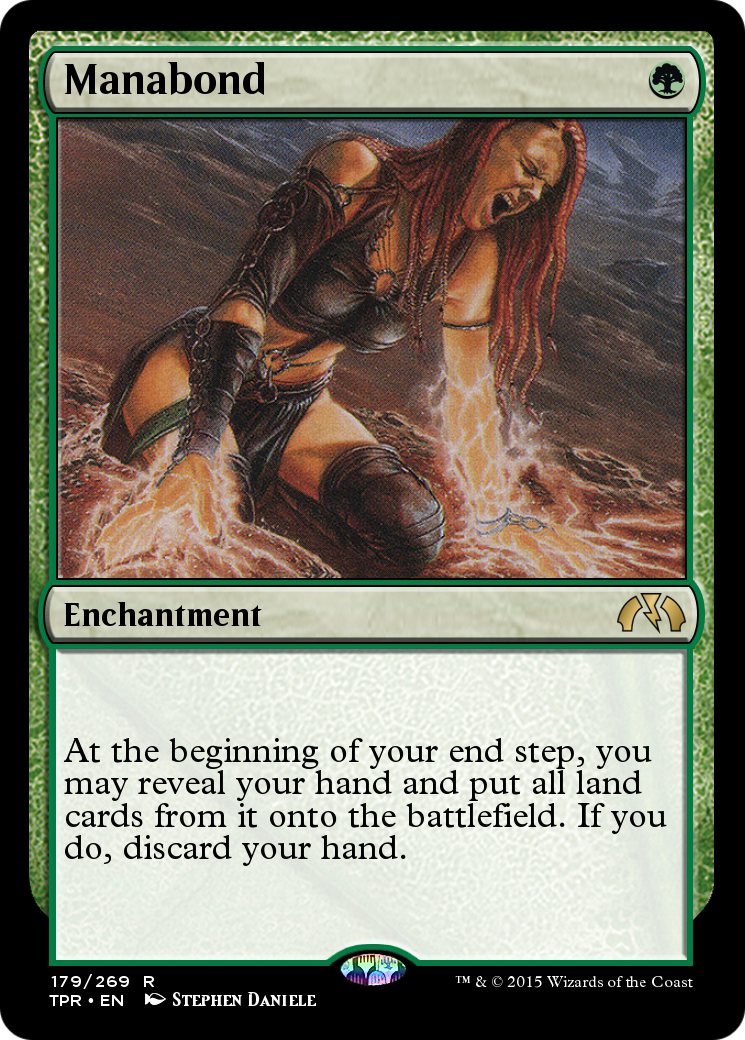 Manabond
Enchantment
At the beginning of your end step, you
may reveal your hand and put all land
cards from it onto the battlefield. If you
do, discard your hand.
179/269 R
TPR • EN Stephen Daniele
™ & © 2015 Wizards of the Coast